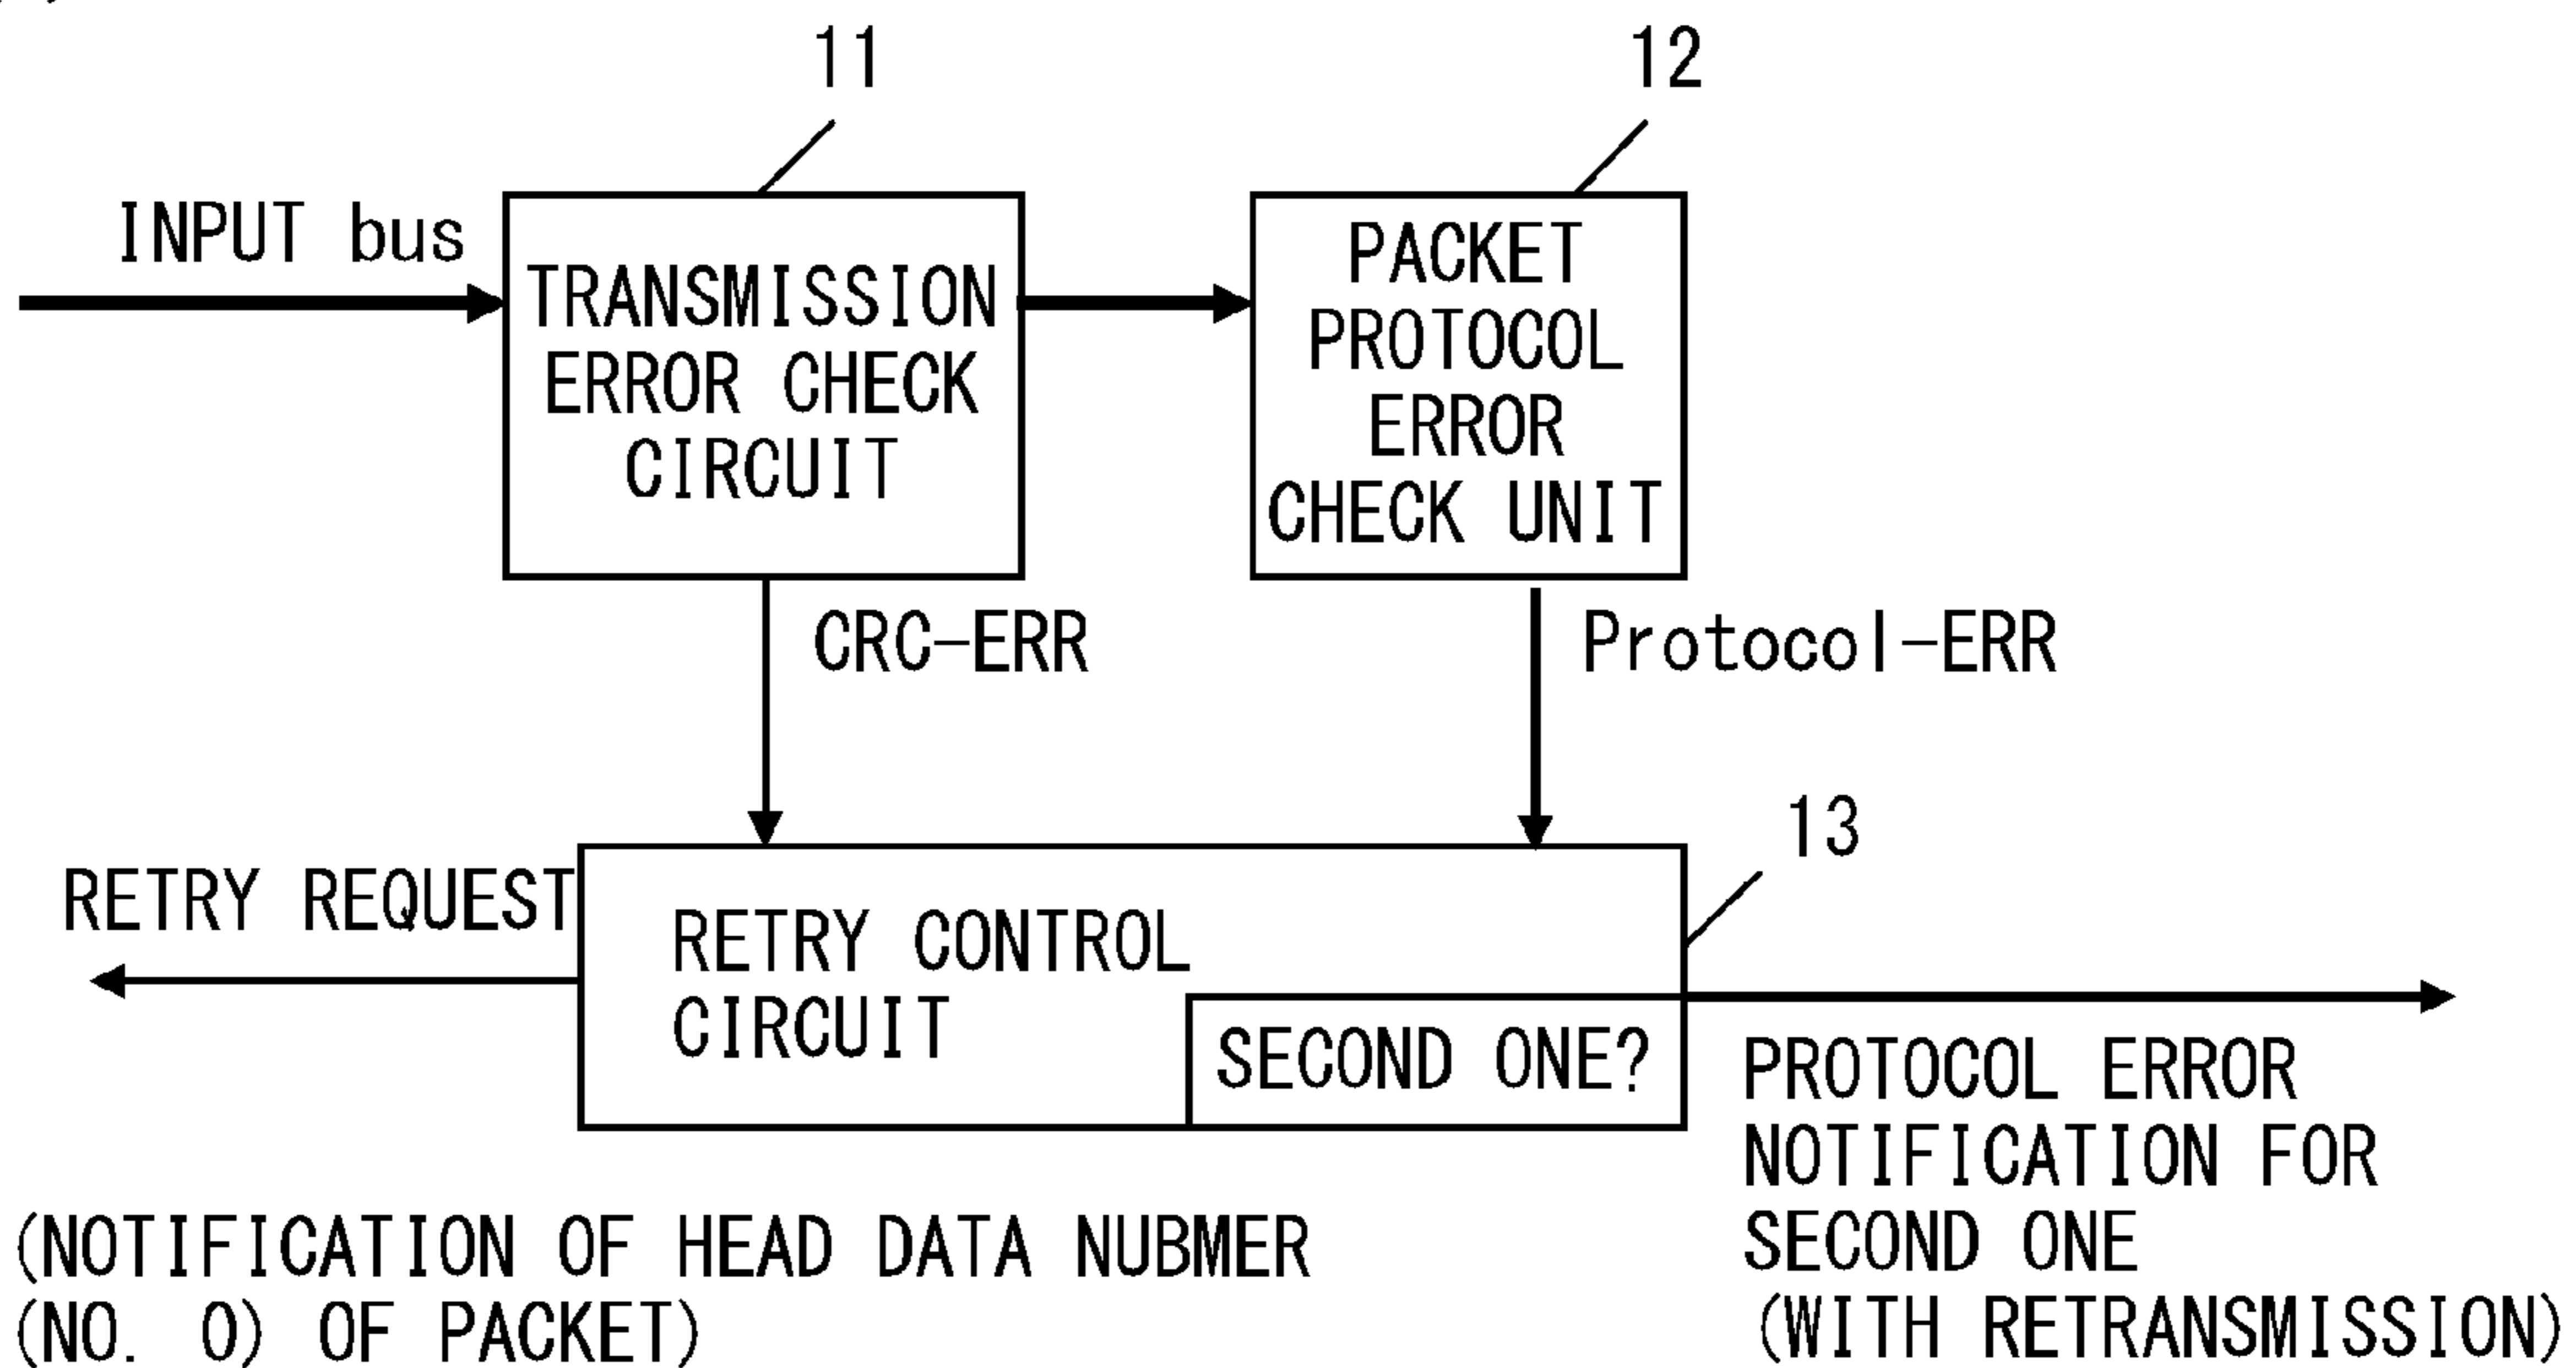 11
12
INPUT bus
TRANSMISSION
ERROR CHECK
CIRCUIT
PACKET
PROTOCOL
ERROR
CHECK UNIT
CRC-ERR
Protocol-ERR
13
RETRY REQUEST
RETRY CONTROL
CIRCUIT
SECOND ONE?
PROTOCOL ERROR
NOTIFICATION FOR
SECOND ONE
(WITH RETRANSMISSION)
(NOTIFICATION OF HEAD DATA NUBMER
(NO. 0) OF PACKET)